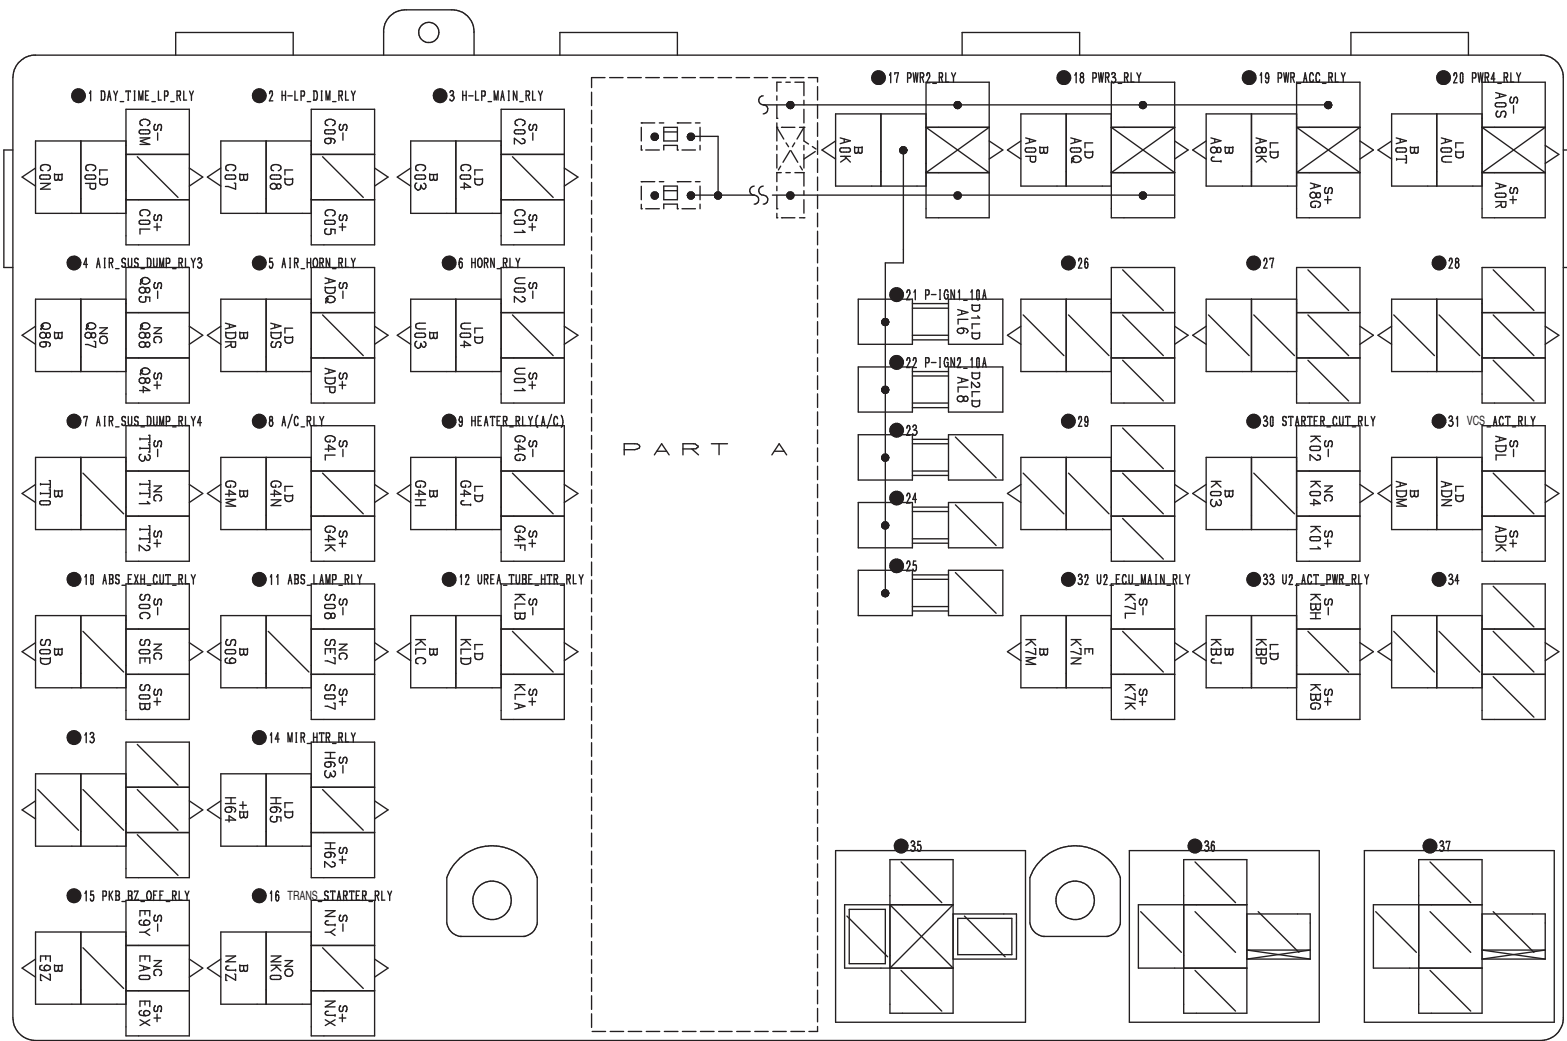 1 DAY_TIME_LP_RLY
S- C0M
B C0N
LD C0P
S+ C0L
2 H-LP_DIM_RLY
S- C06
B C07
LD C08
S+ C05
3 H-LP_MAIN_RLY
S- C02
B C03
LD C04
S+ C01
4 AIR_SUS_DUMP_RLY3
S- Q85
B Q86
NO Q87
NC Q88
S+ Q84
5 AIR_HORN_RLY
S- ADQ
B ADR
LD ADS
S+ ADP
6 HORN_RLY
S- U02
B U03
LD U04
S+ U01
7 AIR_SUS_DUMP_RLY4
S- TT3
B TT0
NC TT1
S+ TT2
8 A/C_RLY
S- G4L
B G4M
LD G4N
S+ G4K
9 HEATER_RLY(A/C)
S- G4G
B G4H
LD G4J
S+ G4F
10 ABS_EXH_CUT_RLY
S- S0C
B S0D
NC S0E
S+ S0B
11 ABS_LAMP_RLY
S- S08
B S09
NC SE7
S+ S07
12 UREA_TUBE_HTR_RLY
S- KLB
B KLC
LD KLD
S+ KLA
13
14 MIR_HTR_RLY
S- H63
+B H64
LD H65
S+ H62
15 PKB_BZ_OFF_RLY
S- E9Y
B E9Z
NC EA0
S+ E9X
16 TRANS_STARTER_RLY
S- NJY
B NJZ
NO NK0
S+ NJX
PART A
17 PWR2_RLY
B A0K
18 PWR3_RLY
B A0P
LD A0Q
19 PWR_ACC_RLY
B A8J
LD A8K
S+ A8G
20 PWR4_RLY
S- A0S
B A0T
LD A0U
S+ A0R
21 P-IGN1_10A
D1LD AL6
22 P-IGN2_10A
D2LD AL8
23
24
25
26
27
28
29
30 STARTER_CUT_RLY
S- K02
B K03
NC K04
S+ K01
31 VCS_ACT_RLY
S- ADL
B ADM
LD ADN
S+ ADK
32 U2_ECU_MAIN_RLY
S- K7L
B K7M
E K7N
S+ K7K
33 U2_ACT_PWR_RLY
S- KBH
B KBJ
LD KBP
S+ KBG
34
35
36
37